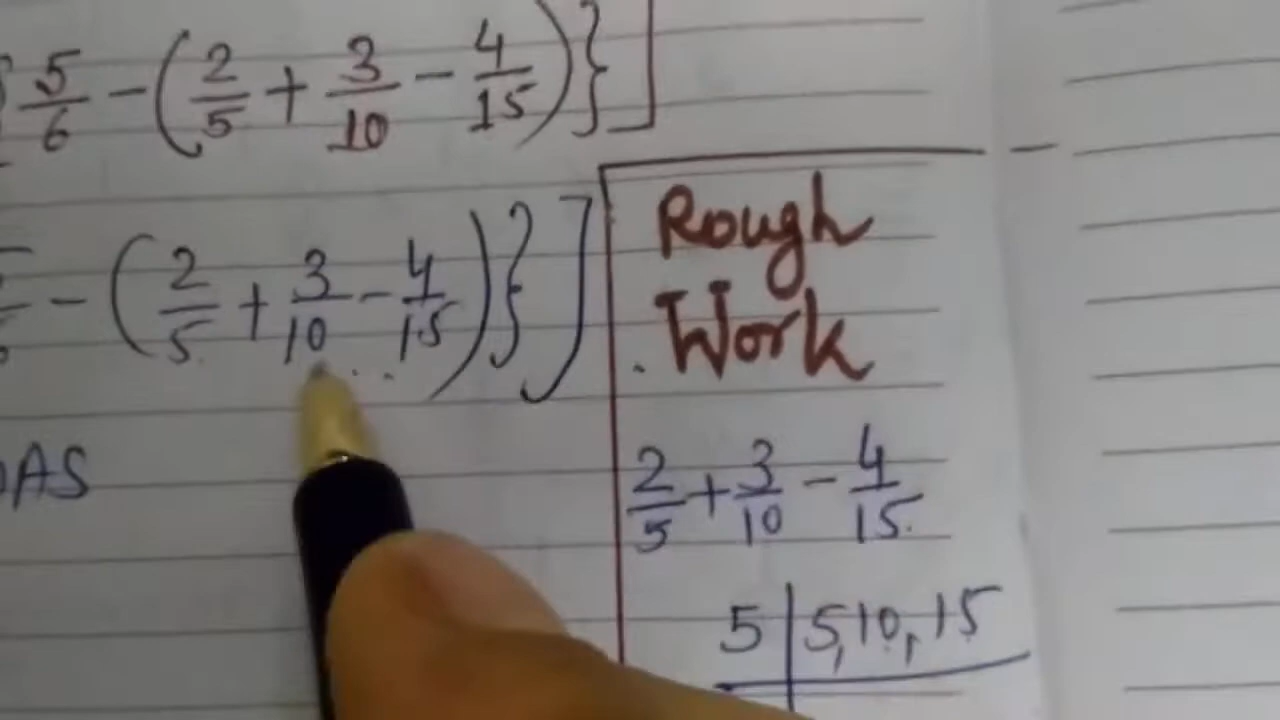 5/6 - (2/5 + 3/10 - 4/15)}]
- (2/5 + 3/10 - 4/15)}]
DAS
Rough
Work
2/5 + 3/10 - 4/15
5 | 5, 10, 15